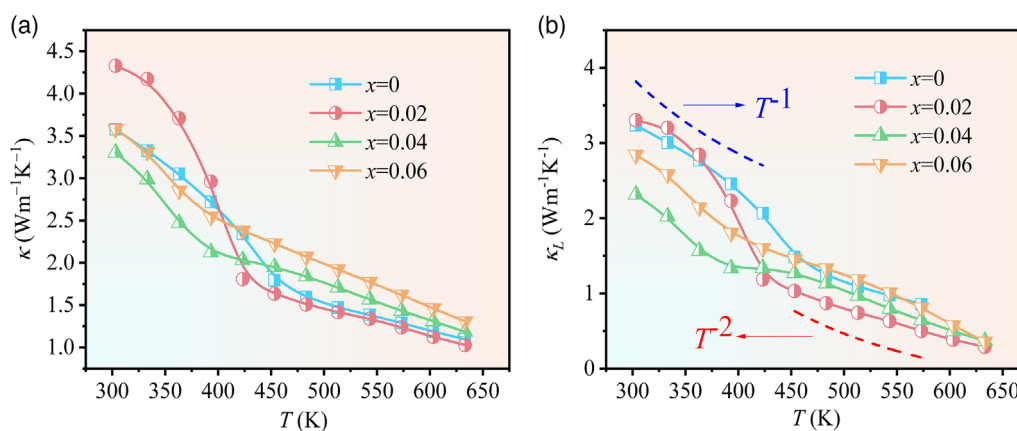 (a)
κ (Wm⁻¹K⁻¹)
4.5
4.0
3.5
3.0
2.5
2.0
1.5
1.0
x=0
x=0.02
x=0.04
x=0.06
300 350 400 450 500 550 600 650
T (K)
(b)
κL (Wm⁻¹K⁻¹)
4
3
2
1
0
T⁻¹
x=0
x=0.02
x=0.04
x=0.06
T⁻²
300 350 400 450 500 550 600 650
T (K)